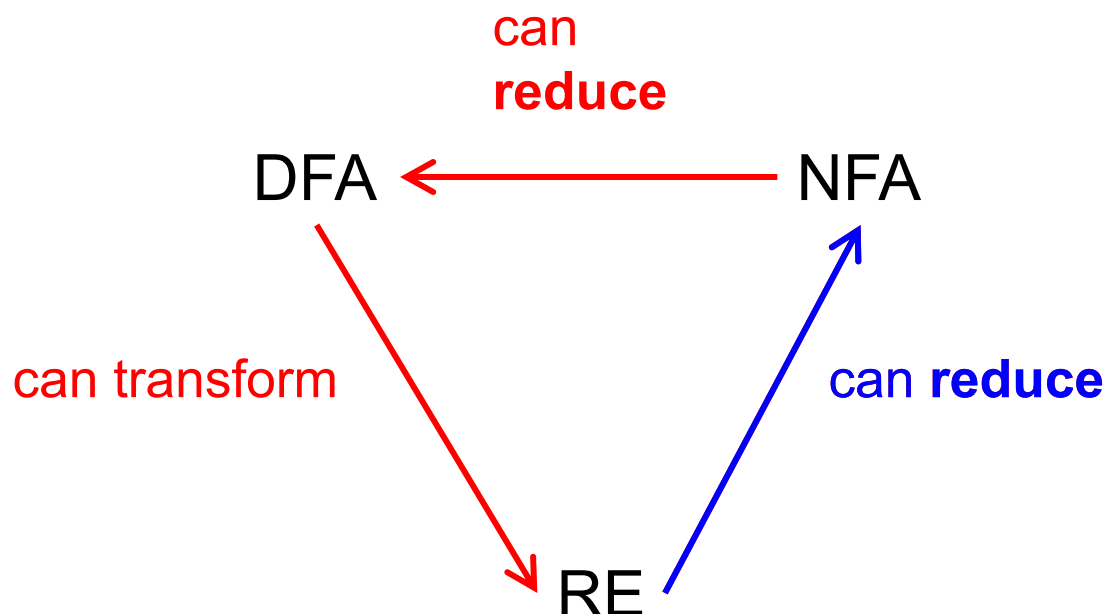 can
reduce
DFA
NFA
can transform
can reduce
RE